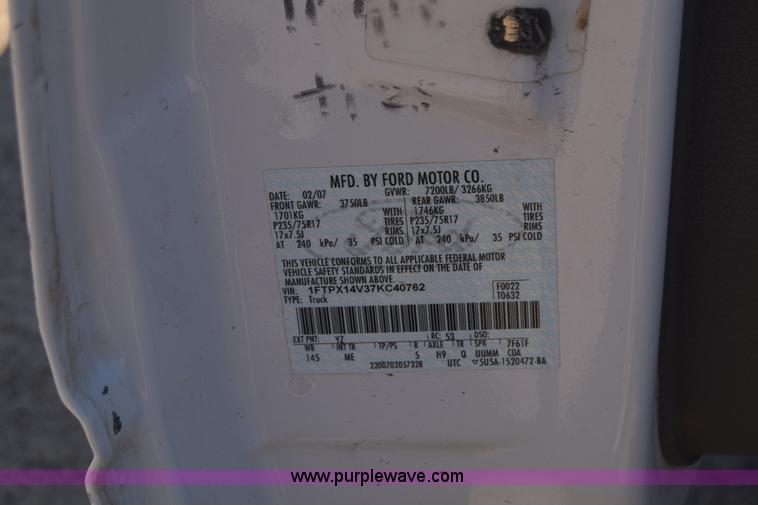 MFD. BY FORD MOTOR CO.
DATE: 02/07 GVWR: 7200LB/ 3266KG
FRONT GAWR: 3750LB REAR GAWR: 3850LB
1701KG WITH 1746KG WITH
P235/75R17 TIRES P235/75R17 TIRES
17x7.5J RIMS 17x7.5J RIMS
AT 240 kPa/ 35 PSI COLD AT 240 kPa/ 35 PSI COLD
THIS VEHICLE CONFORMS TO ALL APPLICABLE FEDERAL MOTOR
VEHICLE SAFETY STANDARDS IN EFFECT ON THE DATE OF
MANUFACTURE SHOWN ABOVE.
VIN: 1FTPX14V37KC40762 F0022
TYPE: Truck T0632
EXT PNT: YZ RC: 53 DSO:
WB INT TR TP/PS R AXLE TR SPR 7F61F
145 ME 5 H9 Q UUMM COA
220070205732B UTC ▽5U5A-1520472-BA
www.purplewave.com